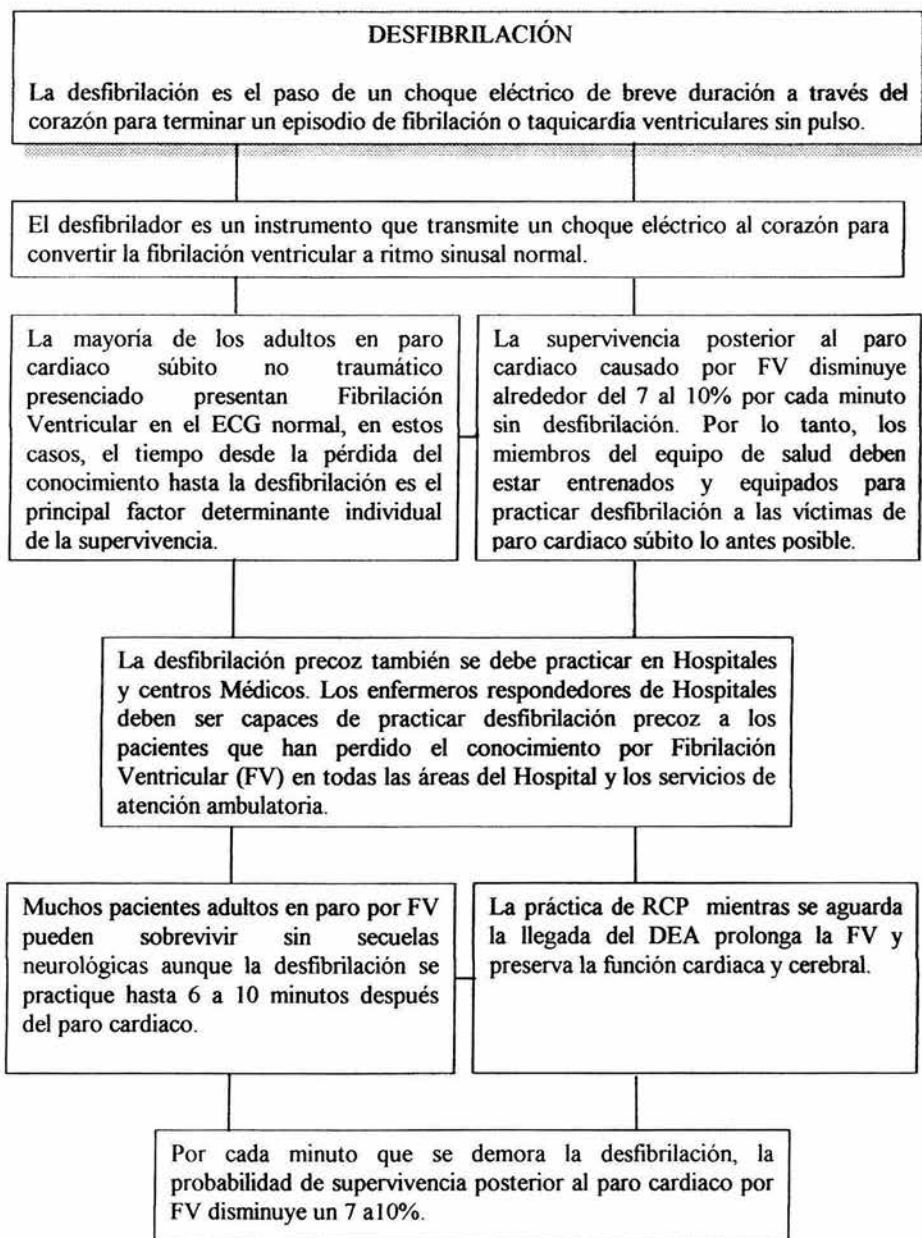 DESFIBRILACIÓN
La desfibrilación es el paso de un choque eléctrico de breve duración a través del
corazón para terminar un episodio de fibrilación o taquicardia ventriculares sin pulso.
El desfibrilador es un instrumento que transmite un choque eléctrico al corazón para
convertir la fibrilación ventricular a ritmo sinusal normal.
La mayoría de los adultos en paro
cardiaco súbito no traumático
presenciado presentan Fibrilación
Ventricular en el ECG normal, en estos
casos, el tiempo desde la pérdida del
conocimiento hasta la desfibrilación es el
principal factor determinante individual
de la supervivencia.
La supervivencia posterior al paro
cardiaco causado por FV disminuye
alrededor del 7 al 10% por cada minuto
sin desfibrilación. Por lo tanto, los
miembros del equipo de salud deben
estar entrenados y equipados para
practicar desfibrilación a las víctimas de
paro cardiaco súbito lo antes posible.
La desfibrilación precoz también se debe practicar en Hospitales
y centros Médicos. Los enfermeros respondedores de Hospitales
deben ser capaces de practicar desfibrilación precoz a los
pacientes que han perdido el conocimiento por Fibrilación
Ventricular (FV) en todas las áreas del Hospital y los servicios de
atención ambulatoria.
Muchos pacientes adultos en paro por FV
pueden sobrevivir sin secuelas
neurológicas aunque la desfibrilación se
practique hasta 6 a 10 minutos después
del paro cardiaco.
La práctica de RCP mientras se aguarda
la llegada del DEA prolonga la FV y
preserva la función cardiaca y cerebral.
Por cada minuto que se demora la desfibrilación, la
probabilidad de supervivencia posterior al paro cardiaco por
FV disminuye un 7 a10%.